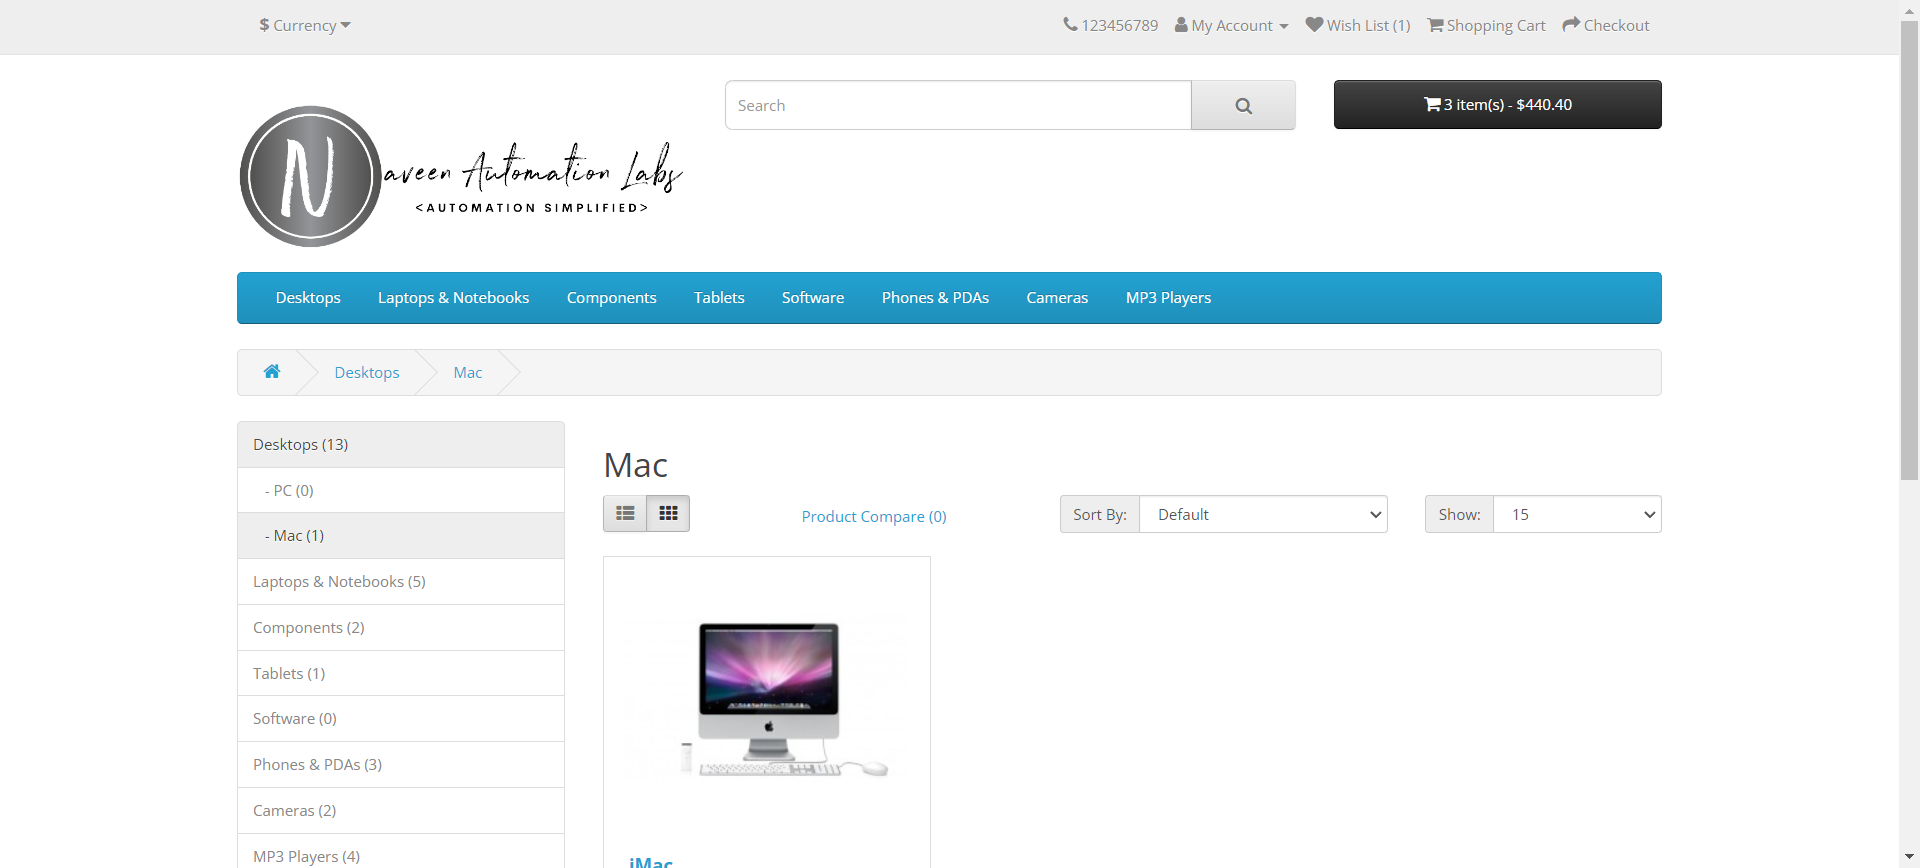 $ Currency
123456789 My Account Wish List (1) Shopping Cart Checkout
Search
3 item(s) - $440.40
Naveen Automation Labs
<AUTOMATION SIMPLIFIED>
Desktops Laptops & Notebooks Components Tablets Software Phones & PDAs Cameras MP3 Players
Desktops Mac
Desktops (13)
- PC (0)
- Mac (1)
Laptops & Notebooks (5)
Components (2)
Tablets (1)
Software (0)
Phones & PDAs (3)
Cameras (2)
MP3 Players (4)
Mac
Product Compare (0) Sort By: Default Show: 15
iMac